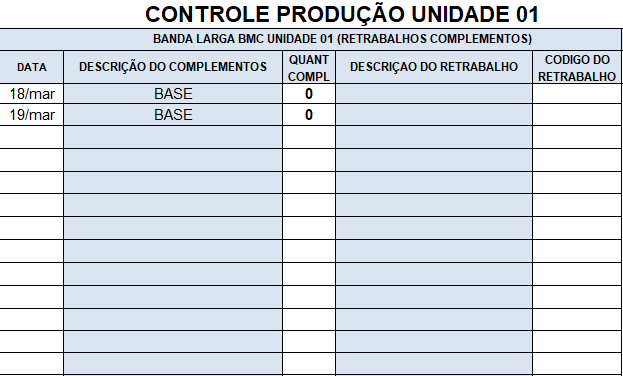 CONTROLE PRODUÇÃO UNIDADE 01
BANDA LARGA BMC UNIDADE 01 (RETRABALHOS COMPLEMENTOS)
DATA DESCRIÇÃO DO COMPLEMENTOS QUANT COMPL DESCRIÇAO DO RETRABALHO CODIGO DO RETRABALHO
18/mar BASE 0
19/mar BASE 0